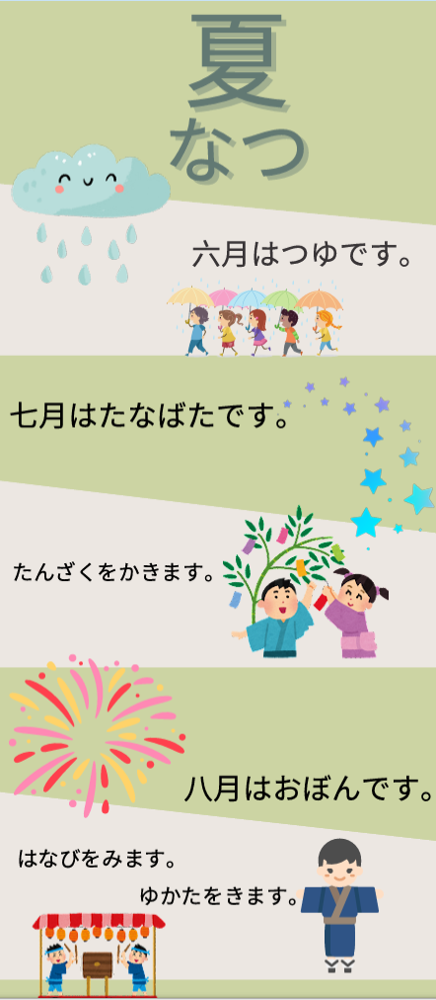 夏
なつ
六月はつゆです。
七月はたなばたです。
たんざくをかきます。
八月はおぼんです。
はなびをみます。
ゆかたをきます。